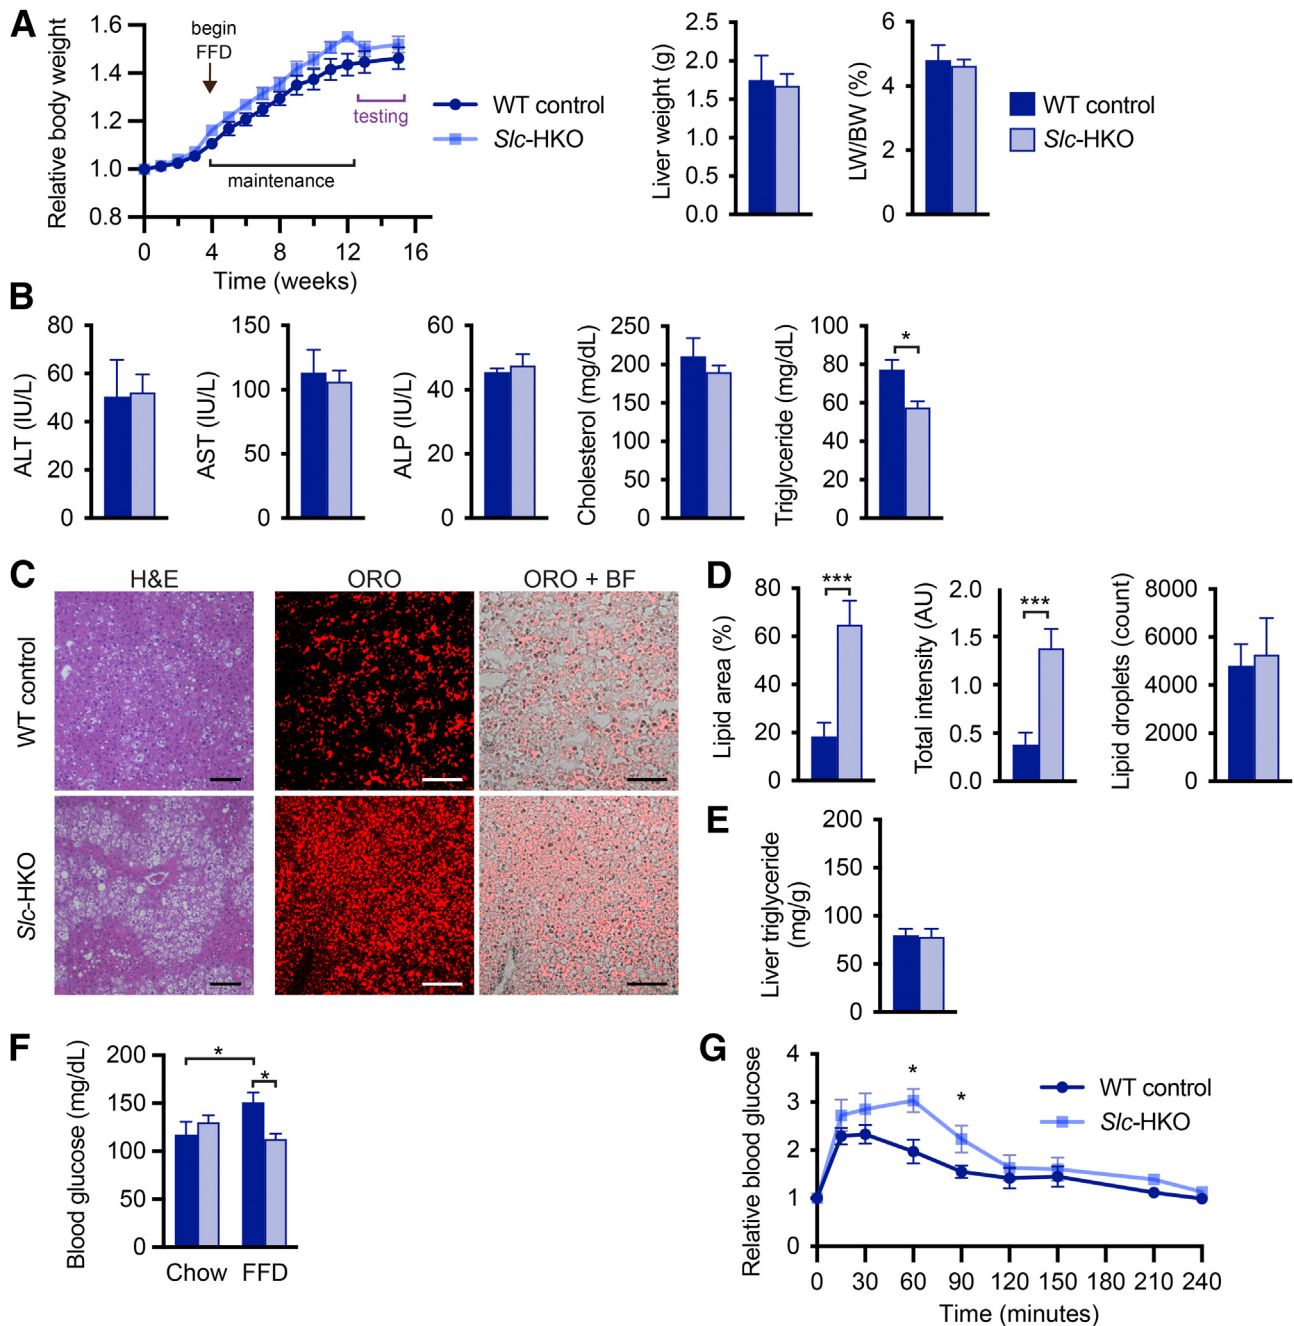 A
Relative body weight
1.6
1.4
1.2
1.0
0.8
begin
FFD
testing
maintenance
0 4 8 12 16
Time (weeks)
WT control
Slc-HKO
Liver weight (g)
2.5
2.0
1.5
1.0
0.5
0.0
LW/BW (%)
6
4
2
0
WT control
Slc-HKO
B
ALT (IU/L)
80
60
40
20
0
AST (IU/L)
150
100
50
0
ALP (IU/L)
60
40
20
0
Cholesterol (mg/dL)
250
200
150
100
50
0
Triglyceride (mg/dL)
100
80
60
40
20
0
*
C
H&E ORO ORO + BF
WT control
Slc-HKO
D
Lipid area (%)
80
60
40
20
0
***
Total intensity (AU)
2.0
1.5
1.0
0.5
0.0
***
Lipid droplets (count)
8000
6000
4000
2000
0
E
Liver triglyceride
(mg/g)
200
150
100
50
0
F
Blood glucose (mg/dL)
200
150
100
50
0
*
*
Chow FFD
G
Relative blood glucose
4
3
2
1
0
*
*
WT control
Slc-HKO
0 30 60 90 120 150 180 210 240
Time (minutes)